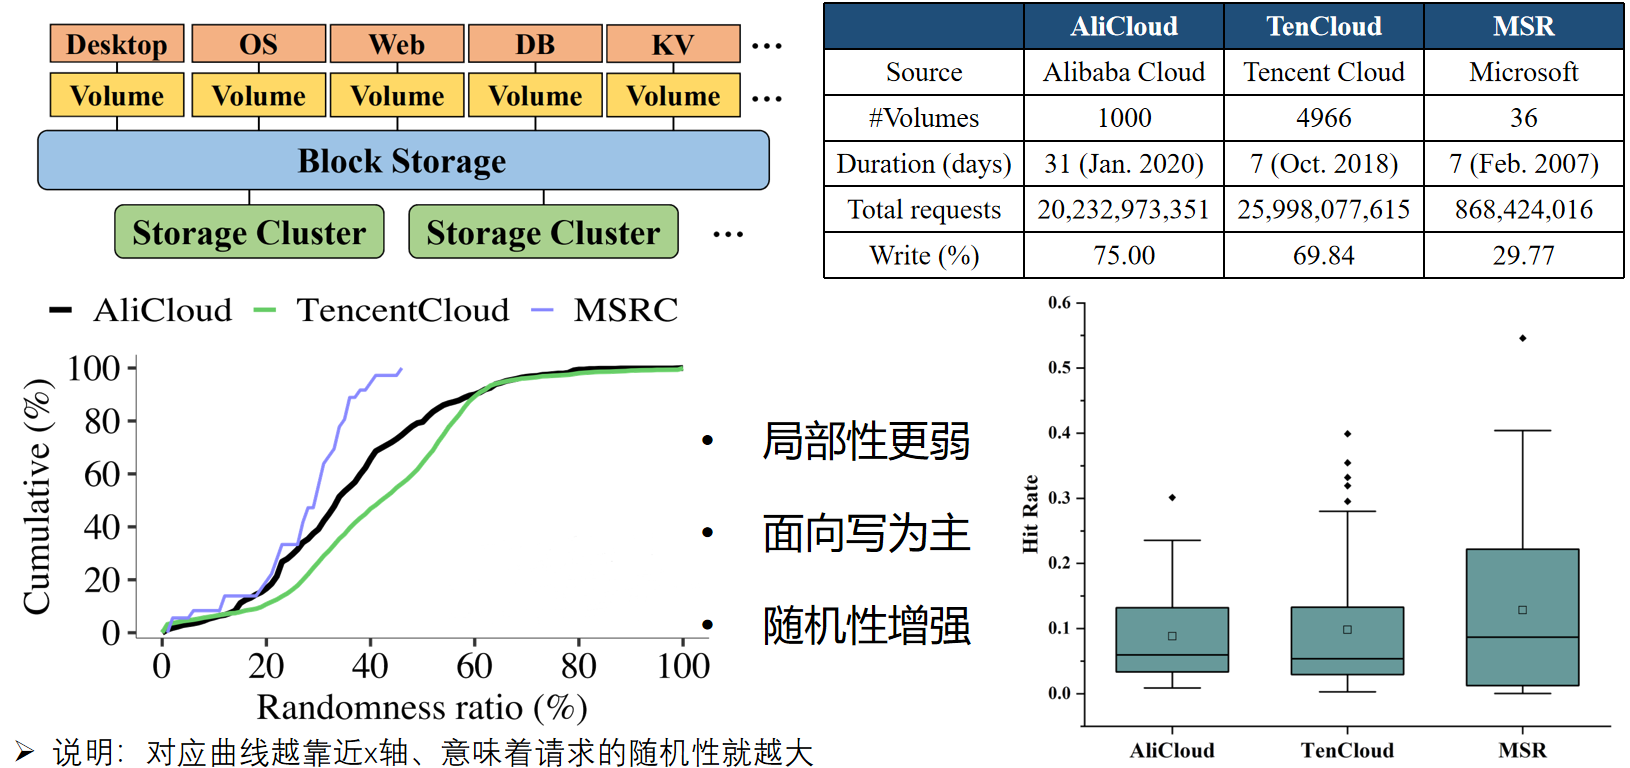 Desktop OS Web DB KV ...
Volume Volume Volume Volume Volume ...
Block Storage
Storage Cluster Storage Cluster ...
AliCloud TenCloud MSR
Source Alibaba Cloud Tencent Cloud Microsoft
#Volumes 1000 4966 36
Duration (days) 31 (Jan. 2020) 7 (Oct. 2018) 7 (Feb. 2007)
Total requests 20,232,973,351 25,998,077,615 868,424,016
Write (%) 75.00 69.84 29.77
AliCloud TencentCloud MSRC
Cumulative (%)
100
80
60
40
20
0
0 20 40 60 80 100
Randomness ratio (%)
• 局部性更弱
• 面向写为主
• 随机性增强
Hit Rate
0.6
0.5
0.4
0.3
0.2
0.1
0.0
AliCloud TenCloud MSR
➢ 说明：对应曲线越靠近x轴、意味着请求的随机性就越大